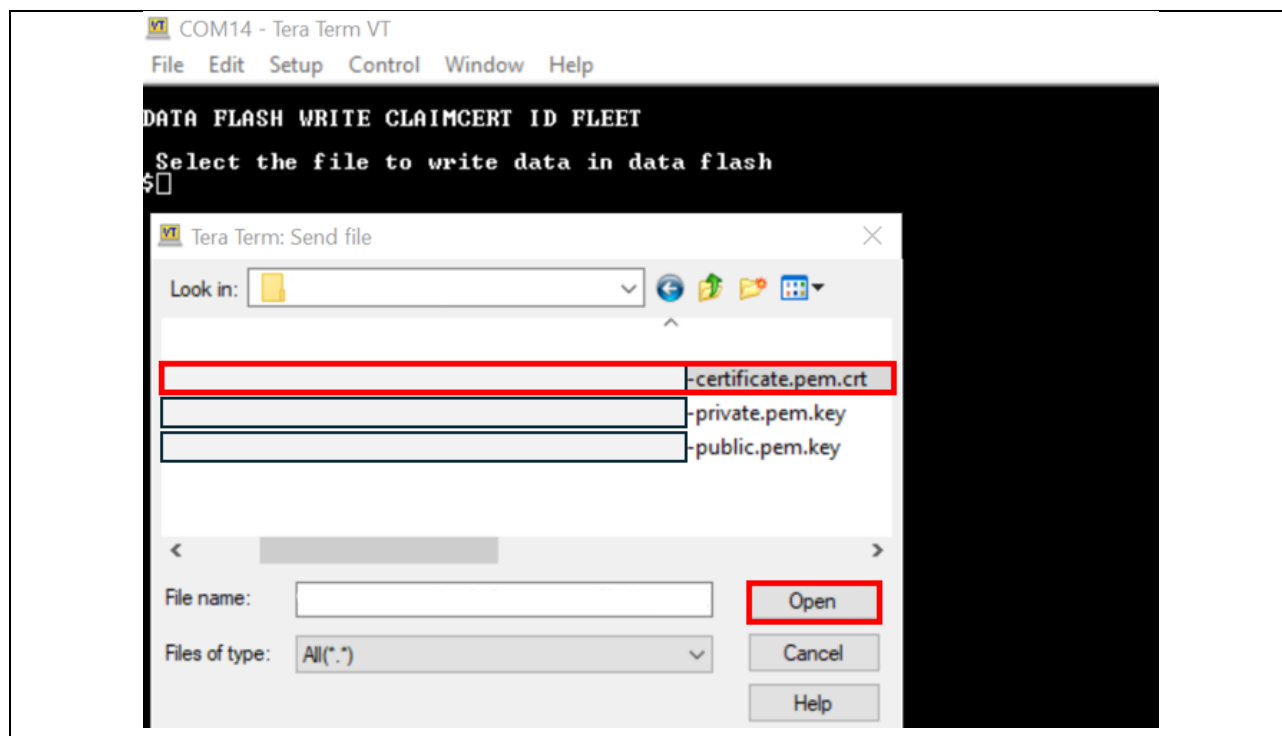 COM14 - Tera Term VT
File Edit Setup Control Window Help
DATA FLASH WRITE CLAIMCERT ID FLEET
Select the file to write data in data flash
$
Tera Term: Send file
Look in:
-certificate.pem.crt
-private.pem.key
-public.pem.key
File name:
Open
Files of type: All(*.*)
Cancel
Help